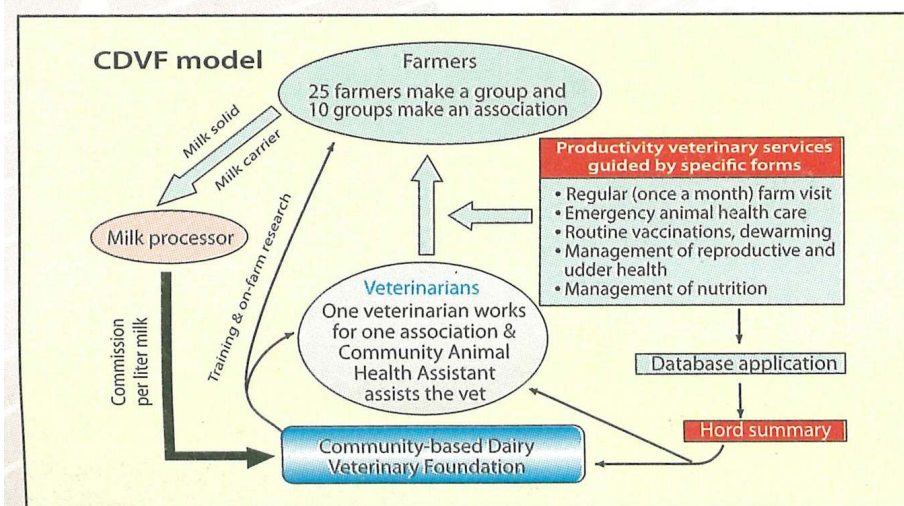 CDVF model
Farmers
25 farmers make a group and
10 groups make an association
Milk solid
Milk carrier
Productivity veterinary services
guided by specific forms
• Regular (once a month) farm visit
• Emergency animal health care
• Routine vaccinations, dewarming
• Management of reproductive and
udder health
• Management of nutrition
Milk processor
Training & on-farm research
Veterinarians
One veterinarian works
for one association &
Community Animal
Health Assistant
assists the vet
Commission
per liter milk
Database application
Hord summary
Community-based Dairy
Veterinary Foundation